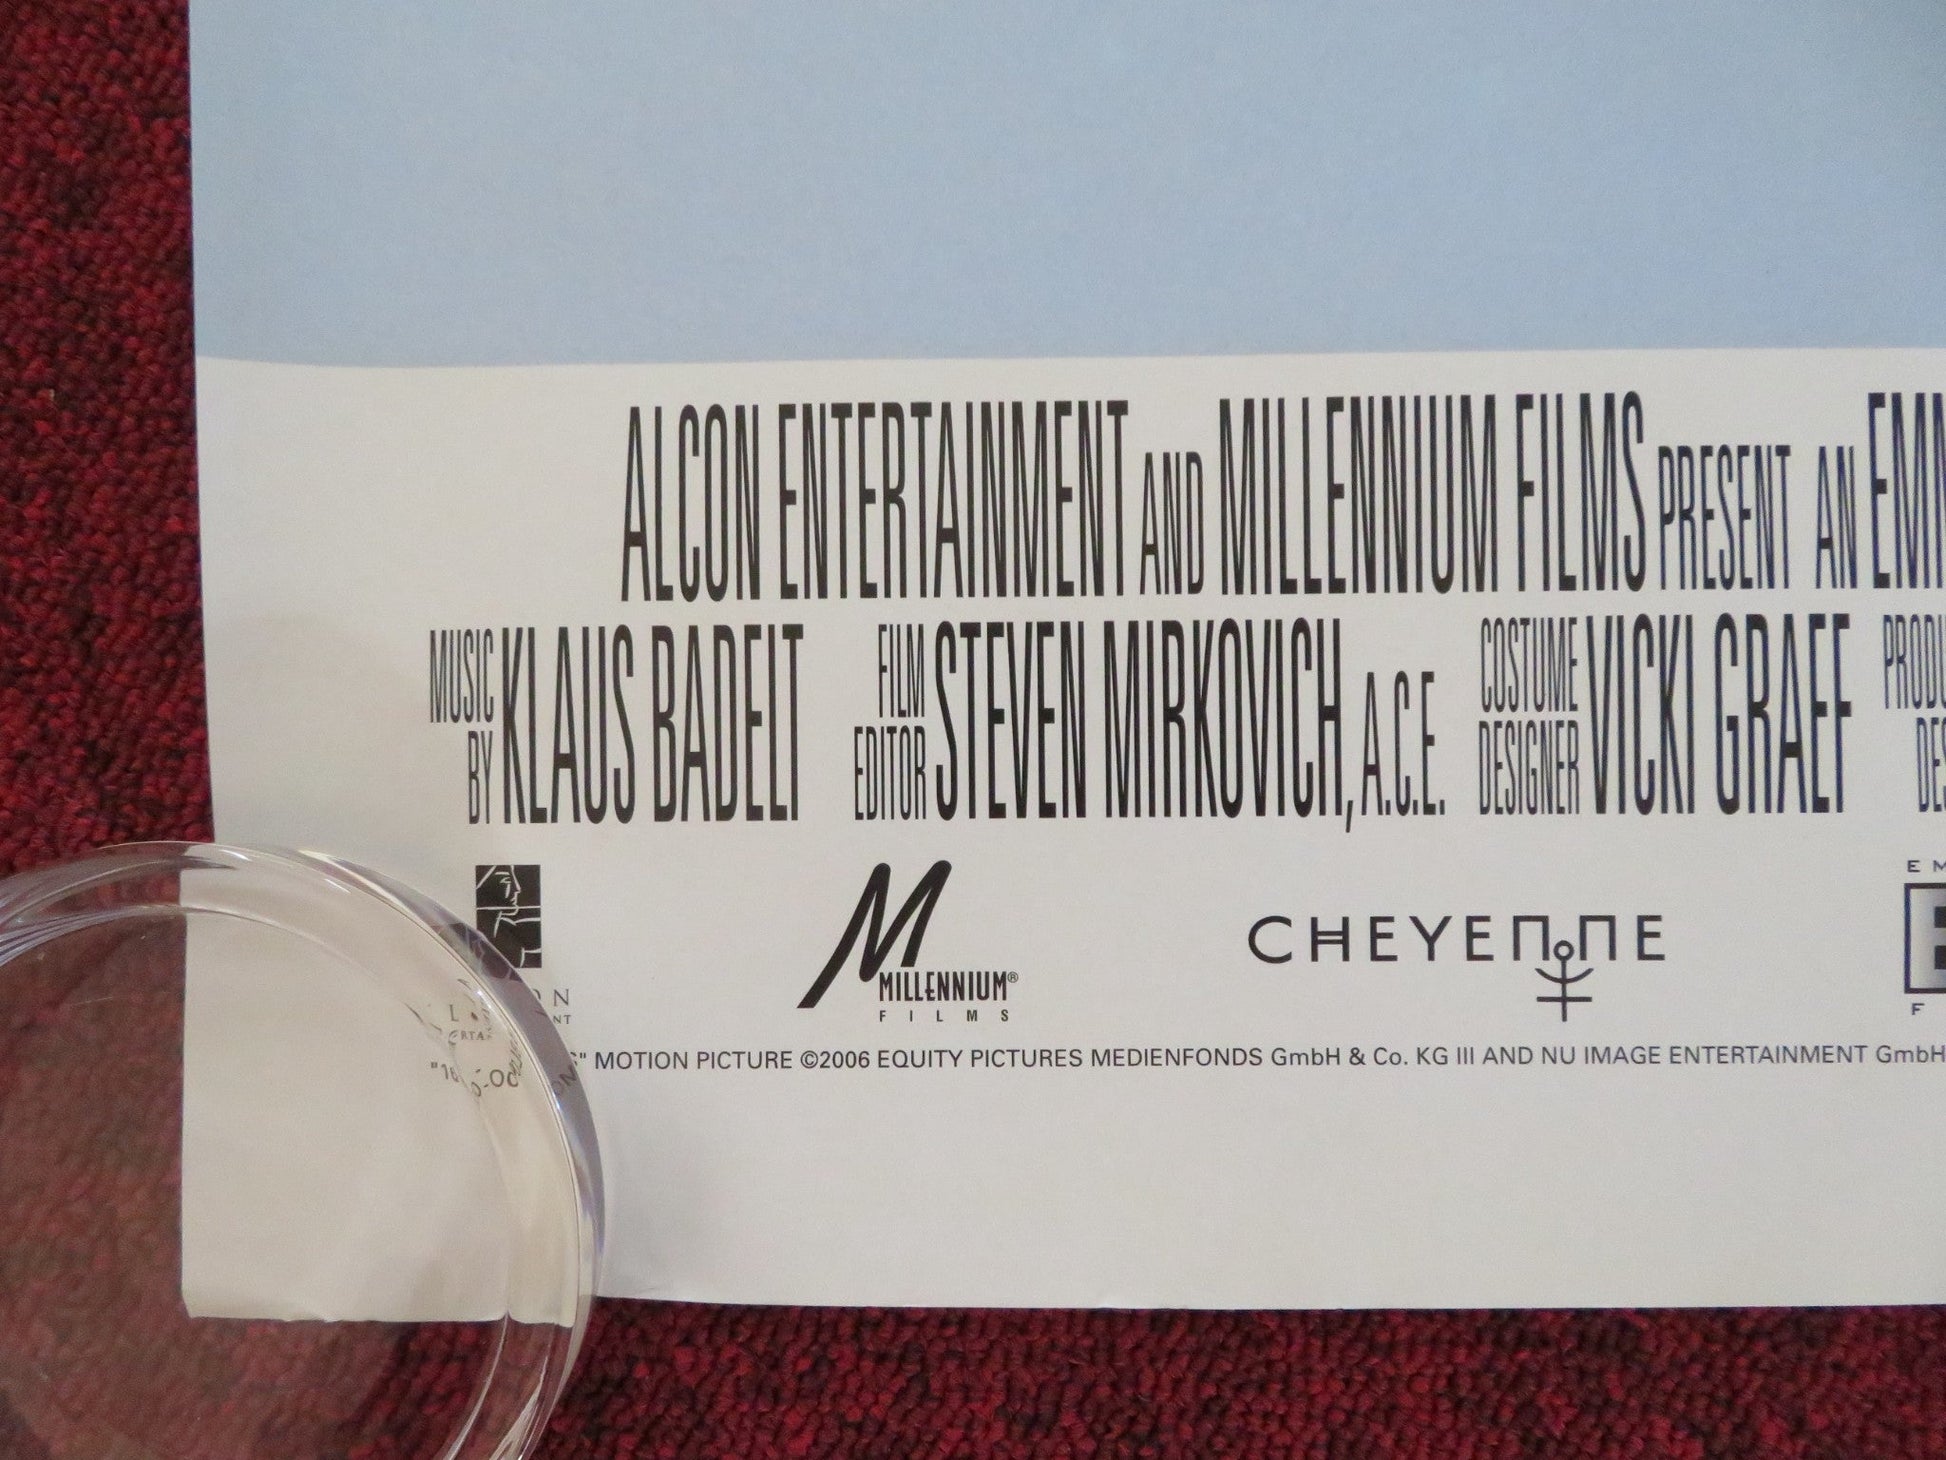 ALCON ENTERTAINMENT AND MILLENNIUM FILMS PRESENT AN
MUSIC BY KLAUS BADELT FILM EDITOR STEVEN MIRKOVICH, A.C.E. COSTUME DESIGNER VICKI GRAEF
MILLENNIUM®
FILMS
CHEYENNE
MOTION PICTURE ©2006 EQUITY PICTURES MEDIENFONDS GmbH & Co. KG III AND NU IMAGE ENTERTAINMENT GmbH